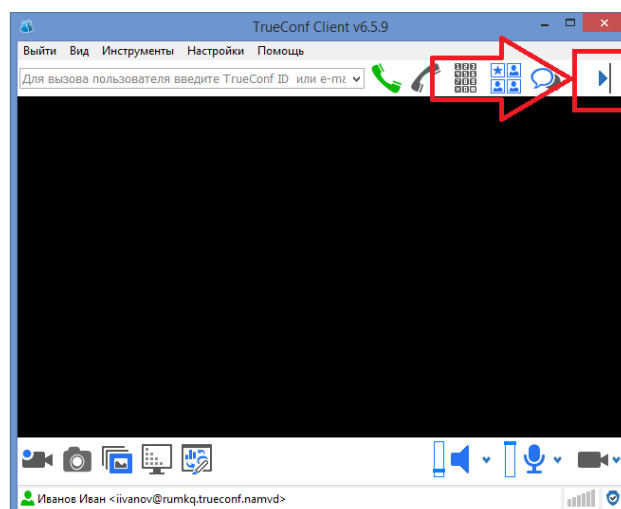 TrueConf Client v6.5.9
Выйти Вид Инструменты Настройки Помощь
Для вызова пользователя введите TrueConf ID или e-ma
Иванов Иван <iivanov@rumkq.trueconf.namvd>